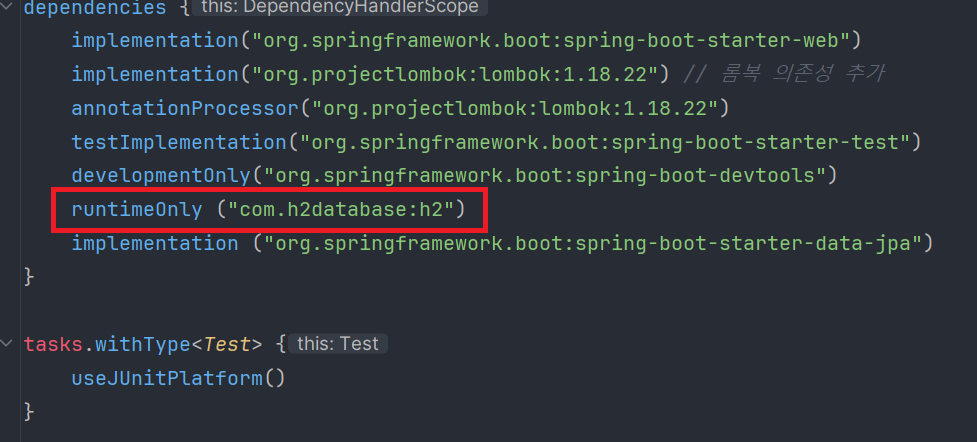 dependencies { this: DependencyHandlerScope
implementation("org.springframework.boot:spring-boot-starter-web")
implementation("org.projectlombok:lombok:1.18.22") // 롬복 의존성 추가
annotationProcessor("org.projectlombok:lombok:1.18.22")
testImplementation("org.springframework.boot:spring-boot-starter-test")
developmentOnly("org.springframework.boot:spring-boot-devtools")
runtimeOnly ("com.h2database:h2")
implementation ("org.springframework.boot:spring-boot-starter-data-jpa")
}
tasks.withType<Test> { this: Test
useJUnitPlatform()
}